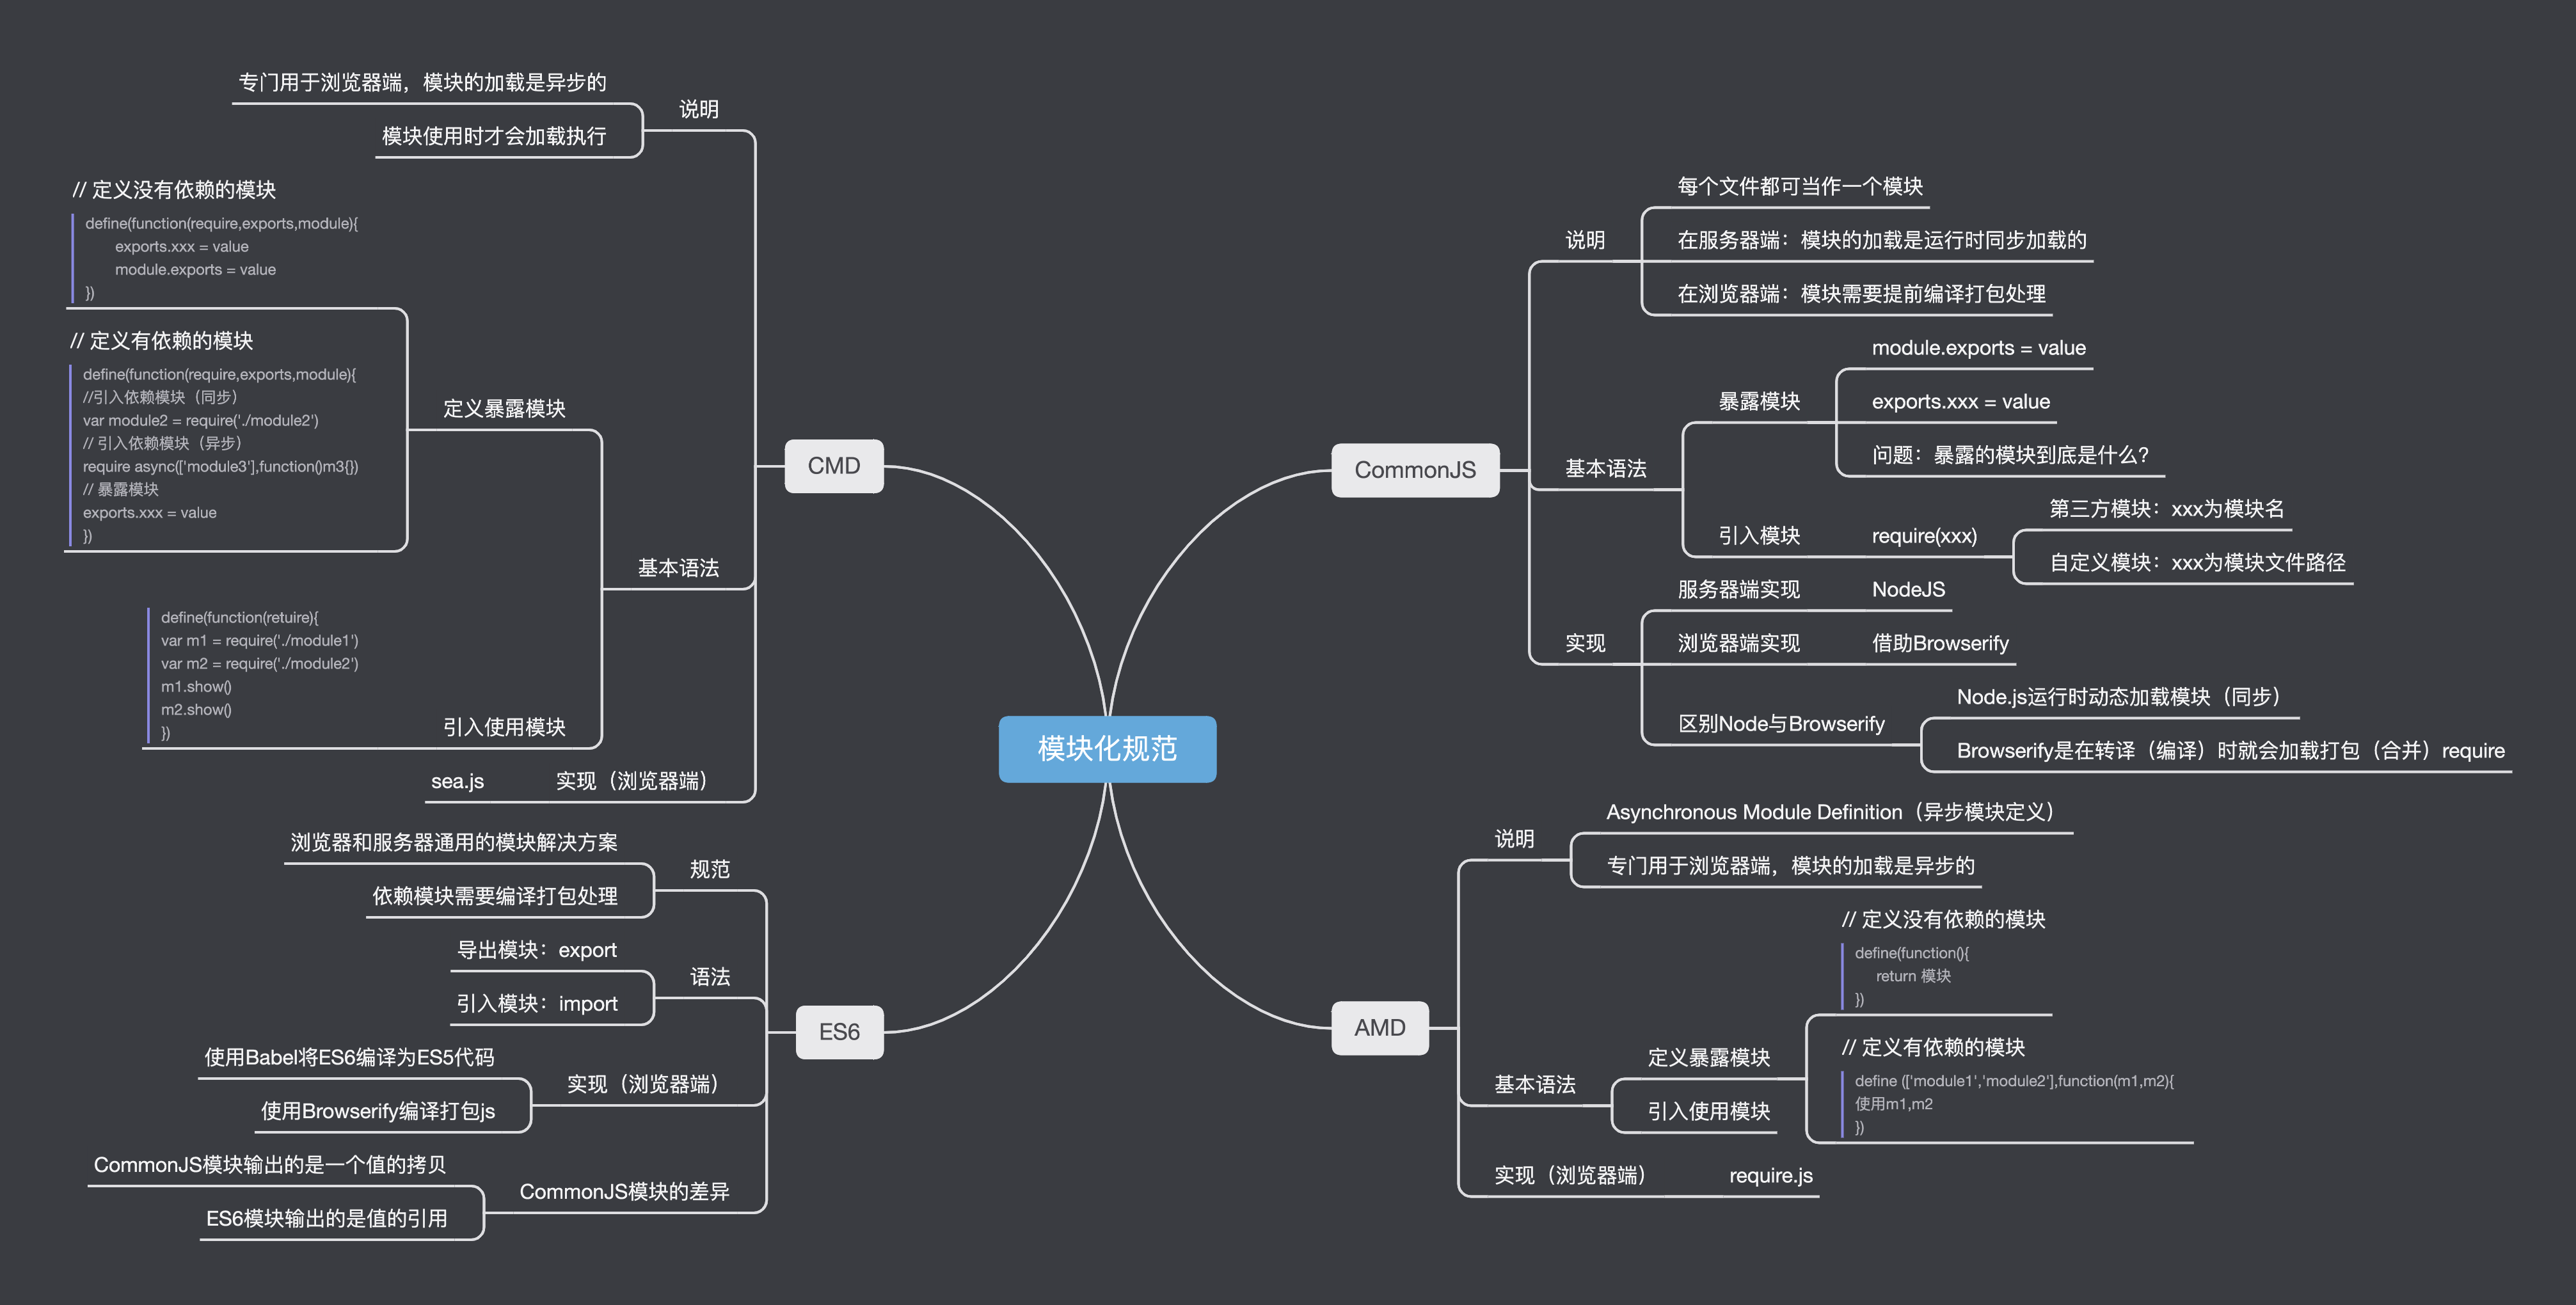 模块化规范
CommonJS
说明
每个文件都可当作一个模块
在服务器端：模块的加载是运行时同步加载的
在浏览器端：模块需要提前编译打包处理
基本语法
暴露模块
module.exports = value
exports.xxx = value
问题：暴露的模块到底是什么?
引入模块
require(xxx)
第三方模块：xxx为模块名
自定义模块：xxx为模块文件路径
实现
服务器端实现
NodeJS
浏览器端实现
借助Browserify
区别Node与Browserify
Node.js运行时动态加载模块（同步）
Browserify是在转译（编译）时就会加载打包（合并）require
AMD
说明
Asynchronous Module Definition（异步模块定义）
专门用于浏览器端，模块的加载是异步的
基本语法
定义暴露模块
// 定义没有依赖的模块
define(function(){
return 模块
})
// 定义有依赖的模块
define (['module1','module2'],function(m1,m2){
使用m1,m2
})
引入使用模块
实现（浏览器端）
require.js
CMD
说明
专门用于浏览器端，模块的加载是异步的
模块使用时才会加载执行
基本语法
定义暴露模块
// 定义没有依赖的模块
define(function(require,exports,module){
exports.xxx = value
module.exports = value
})
// 定义有依赖的模块
define(function(require,exports,module){
//引入依赖模块（同步）
var module2 = require('./module2')
// 引入依赖模块（异步）
require async(['module3'],function()m3{})
// 暴露模块
exports.xxx = value
})
引入使用模块
define(function(retuire){
var m1 = require('./module1')
var m2 = require('./module2')
m1.show()
m2.show()
})
实现（浏览器端）
sea.js
ES6
规范
浏览器和服务器通用的模块解决方案
依赖模块需要编译打包处理
语法
导出模块：export
引入模块：import
实现（浏览器端）
使用Babel将ES6编译为ES5代码
使用Browserify编译打包js
CommonJS模块的差异
CommonJS模块输出的是一个值的拷贝
ES6模块输出的是值的引用